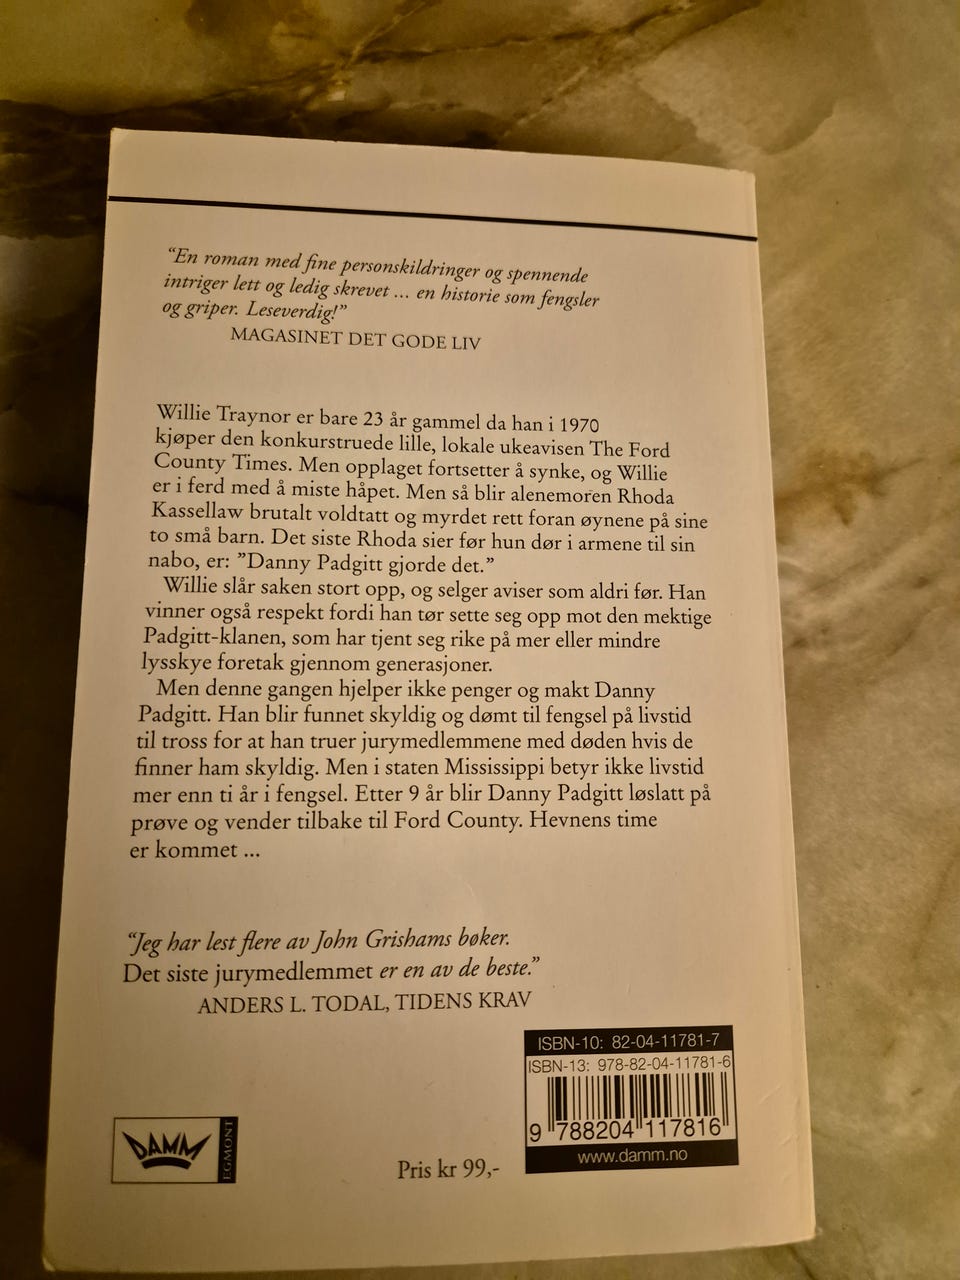 “En roman med fine personskildringer og spennende
intriger lett og ledig skrevet ... en historie som fengsler
og griper. Leseverdig!”
MAGASINET DET GODE LIV
Willie Traynor er bare 23 år gammel da han i 1970
kjøper den konkurstruede lille, lokale ukeavisen The Ford
County Times. Men opplaget fortsetter å synke, og Willie
er i ferd med å miste håpet. Men så blir alenemoren Rhoda
Kassellaw brutalt voldtatt og myrdet rett foran øynene på sine
to små barn. Det siste Rhoda sier før hun dør i armene til sin
nabo, er: ”Danny Padgitt gjorde det.”
Willie slår saken stort opp, og selger aviser som aldri før. Han
vinner også respekt fordi han tør sette seg opp mot den mektige
Padgitt-klanen, som har tjent seg rike på mer eller mindre
lysskye foretak gjennom generasjoner.
Men denne gangen hjelper ikke penger og makt Danny
Padgitt. Han blir funnet skyldig og dømt til fengsel på livstid
til tross for at han truer jurymedlemmene med døden hvis de
finner ham skyldig. Men i staten Mississippi betyr ikke livstid
mer enn ti år i fengsel. Etter 9 år blir Danny Padgitt løslatt på
prøve og vender tilbake til Ford County. Hevnens time
er kommet ...
“Jeg har lest flere av John Grishams bøker.
Det siste jurymedlemmet er en av de beste.”
ANDERS L. TODAL, TIDENS KRAV
ISBN-10: 82-04-11781-7
ISBN-13: 978-82-04-11781-6
9 788204 117816
www.damm.no
DAMM
EGMONT
Pris kr 99,-